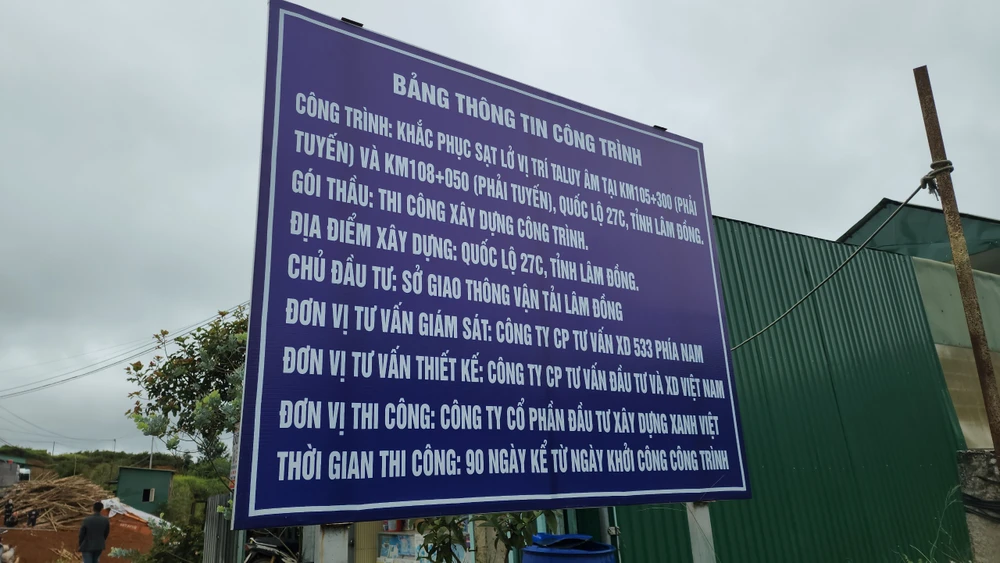 BẢNG THÔNG TIN CÔNG TRÌNH
CÔNG TRÌNH: KHẮC PHỤC SẠT LỞ VỊ TRÍ TALUY ÂM TẠI KM105+300 (PHẢI
TUYẾN) VÀ KM108+050 (PHẢI TUYẾN), QUỐC LỘ 27C, TỈNH LÂM ĐỒNG.
GÓI THẦU: THI CÔNG XÂY DỰNG CÔNG TRÌNH.
ĐỊA ĐIỂM XÂY DỰNG: QUỐC LỘ 27C, TỈNH LÂM ĐỒNG.
CHỦ ĐẦU TƯ: SỞ GIAO THÔNG VẬN TẢI LÂM ĐỒNG
ĐƠN VỊ TƯ VẤN GIÁM SÁT: CÔNG TY CP TƯ VẤN XD 533 PHÍA NAM
ĐƠN VỊ TƯ VẤN THIẾT KẾ: CÔNG TY CP TƯ VẤN ĐẦU TƯ VÀ XD VIỆT NAM
ĐƠN VỊ THI CÔNG: CÔNG TY CỔ PHẦN ĐẦU TƯ XÂY DỰNG XANH VIỆT
THỜI GIAN THI CÔNG: 90 NGÀY KỂ TỪ NGÀY KHỞI CÔNG CÔNG TRÌNH